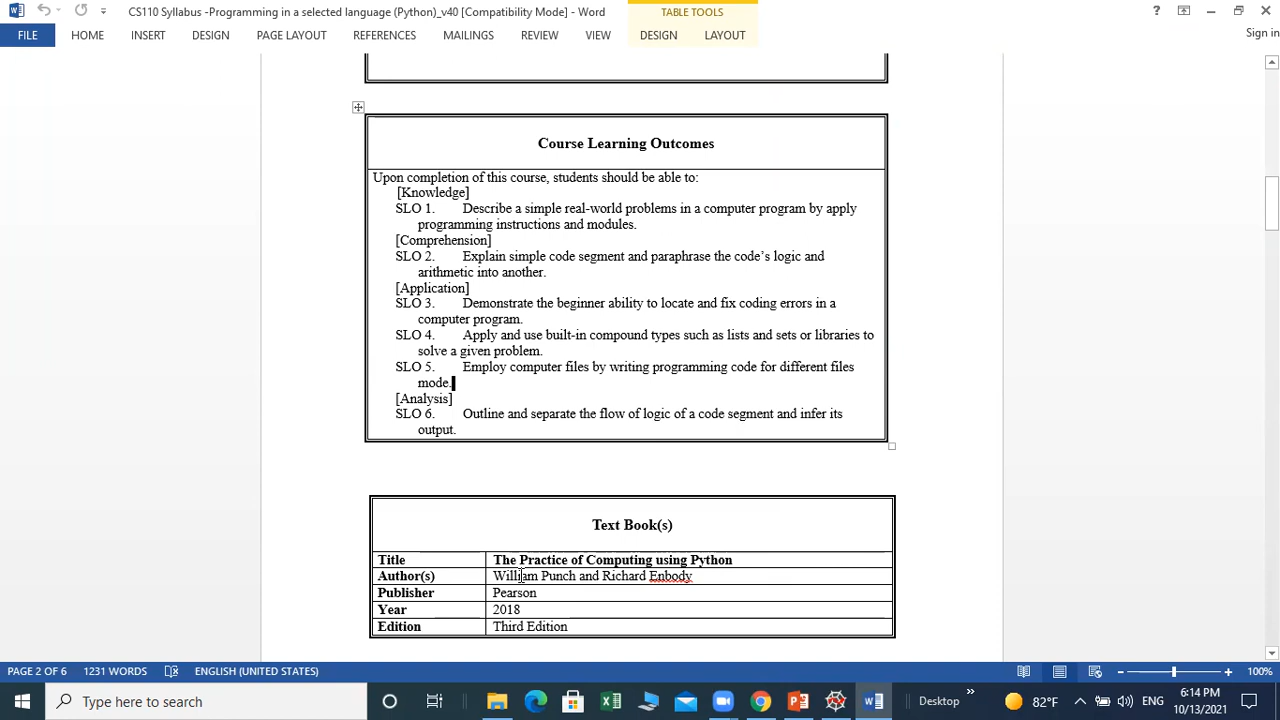 CS110 Syllabus -Programming in a selected language (Python)_v40 [Compatibility Mode] - Word
TABLE TOOLS
?
FILE
HOME
INSERT
DESIGN
PAGE LAYOUT
REFERENCES
MAILINGS
REVIEW
VIEW
DESIGN
LAYOUT
Sign in
Course Learning Outcomes
Upon completion of this course, students should be able to:
[Knowledge]
SLO 1. Describe a simple real-world problems in a computer program by apply
programming instructions and modules.
[Comprehension]
SLO 2. Explain simple code segment and paraphrase the code’s logic and
arithmetic into another.
[Application]
SLO 3. Demonstrate the beginner ability to locate and fix coding errors in a
computer program.
SLO 4. Apply and use built-in compound types such as lists and sets or libraries to
solve a given problem.
SLO 5. Employ computer files by writing programming code for different files
mode.
[Analysis]
SLO 6. Outline and separate the flow of logic of a code segment and infer its
output.
Text Book(s)
Title The Practice of Computing using Python
Author(s) William Punch and Richard Enbody
Publisher Pearson
Year 2018
Edition Third Edition
PAGE 2 OF 6
1231 WORDS
ENGLISH (UNITED STATES)
100%
Type here to search
Desktop
82°F
ENG
6:14 PM
10/13/2021